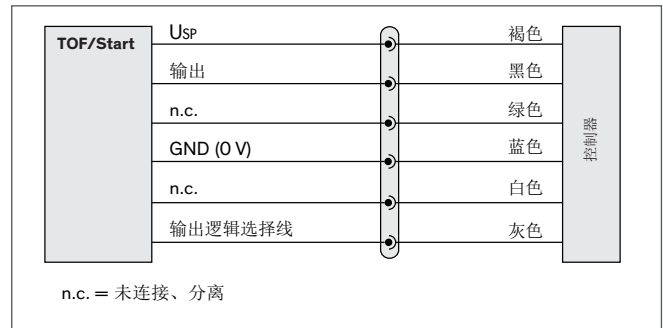 TOF/Start
USP 褐色
输出 黑色
n.c. 绿色
GND (0 V) 蓝色
n.c. 白色
输出逻辑选择线 灰色
控制器
n.c. = 未连接、分离